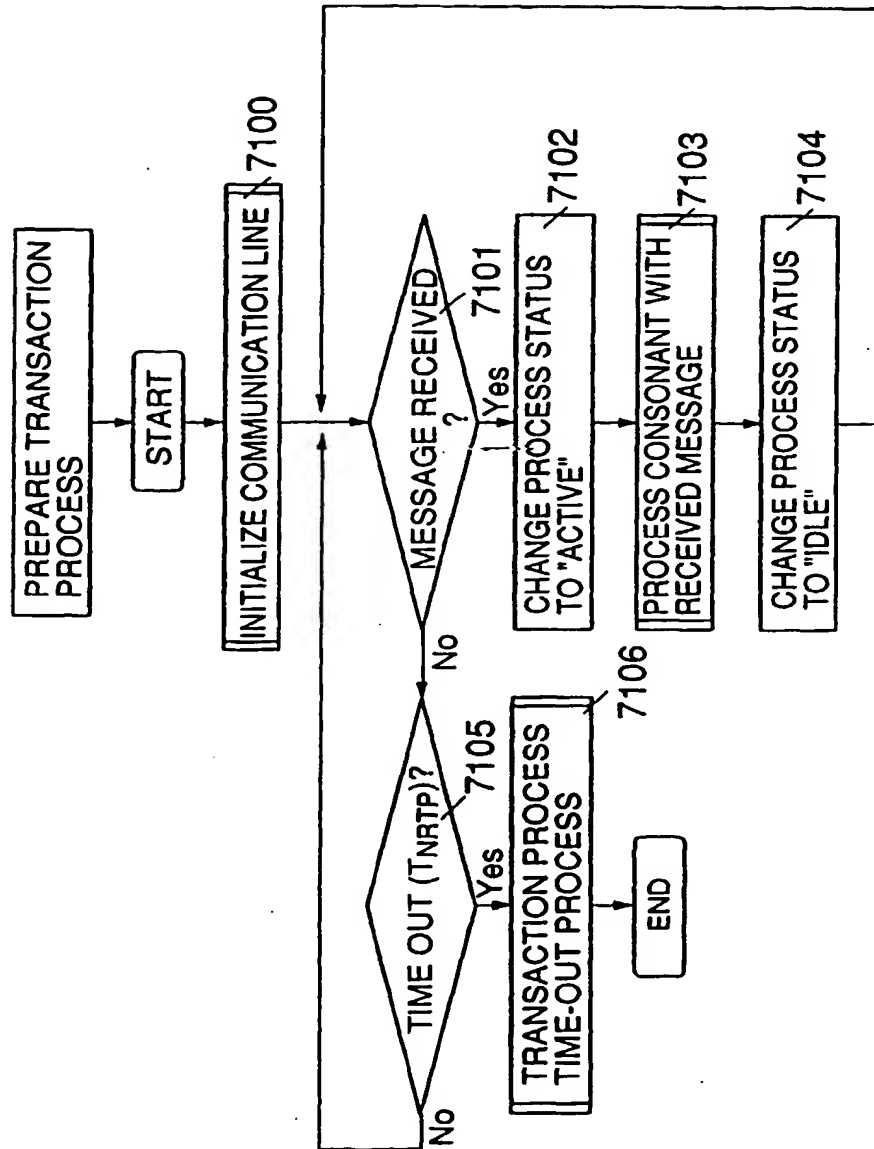 PREPARE TRANSACTION
PROCESS
START
INITIALIZE COMMUNICATION LINE
7100
MESSAGE RECEIVED
?
7101
Yes
No
CHANGE PROCESS STATUS
TO "ACTIVE"
7102
PROCESS CONSONANT WITH
RECEIVED MESSAGE
7103
CHANGE PROCESS STATUS
TO "IDLE"
7104
TIME OUT (TNRTP)?
7105
Yes
No
TRANSACTION PROCESS
TIME-OUT PROCESS
7106
END